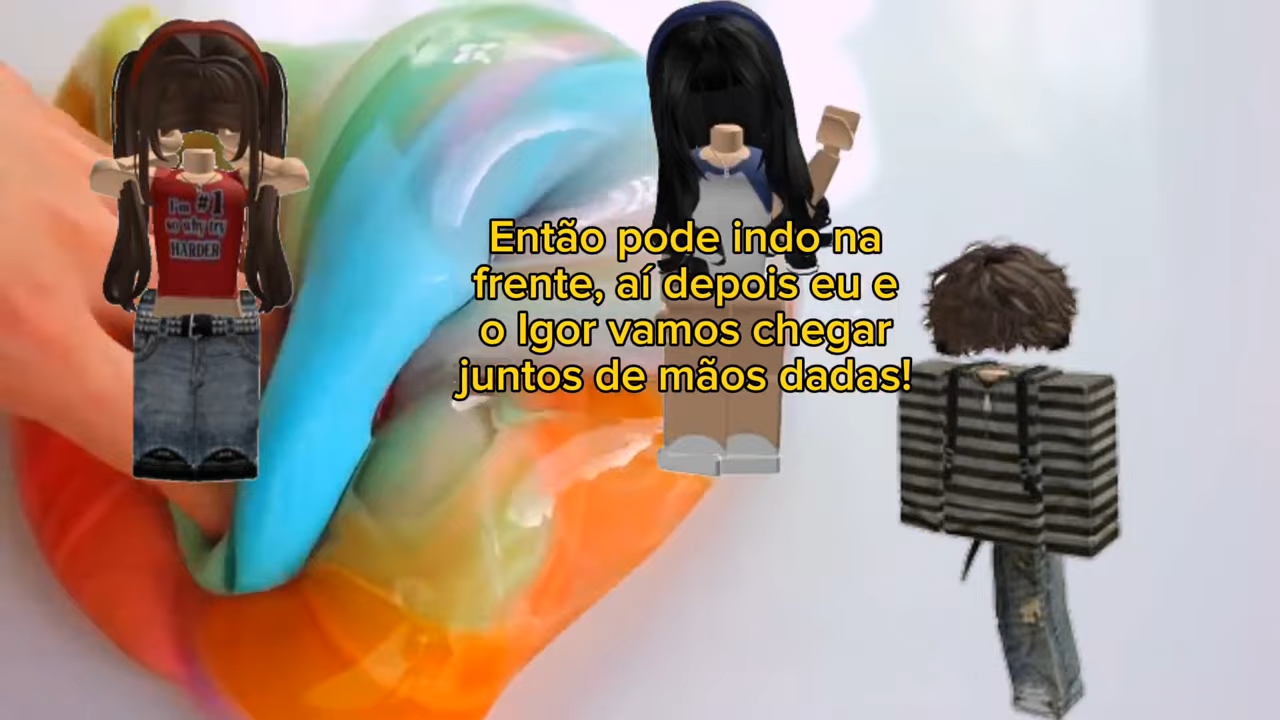 I'm #1
so why try
HARDER
Então pode indo na
frente, aí depois eu e
o Igor vamos chegar
juntos de mãos dadas!